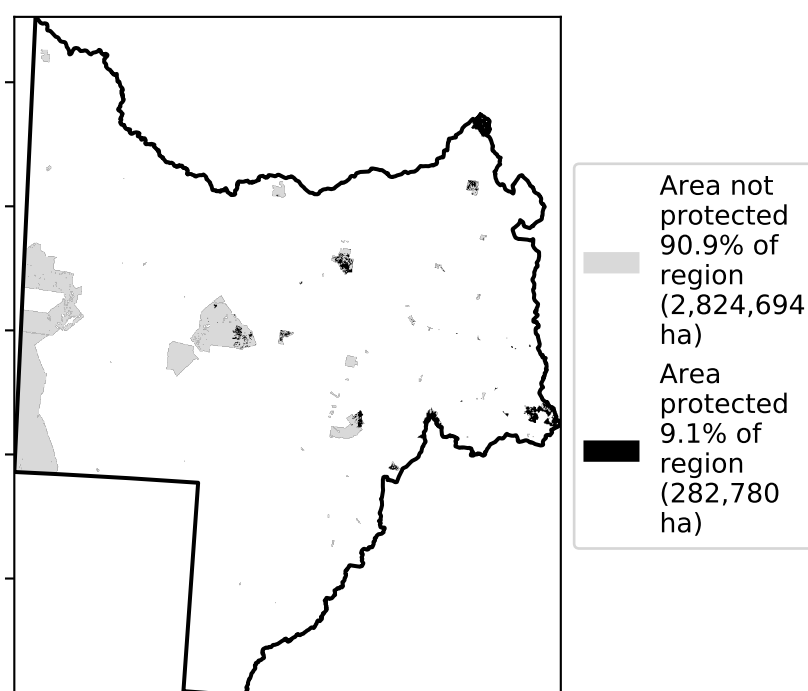 Area not
protected
90.9% of
region
(2,824,694
ha)
Area
protected
9.1% of
region
(282,780
ha)